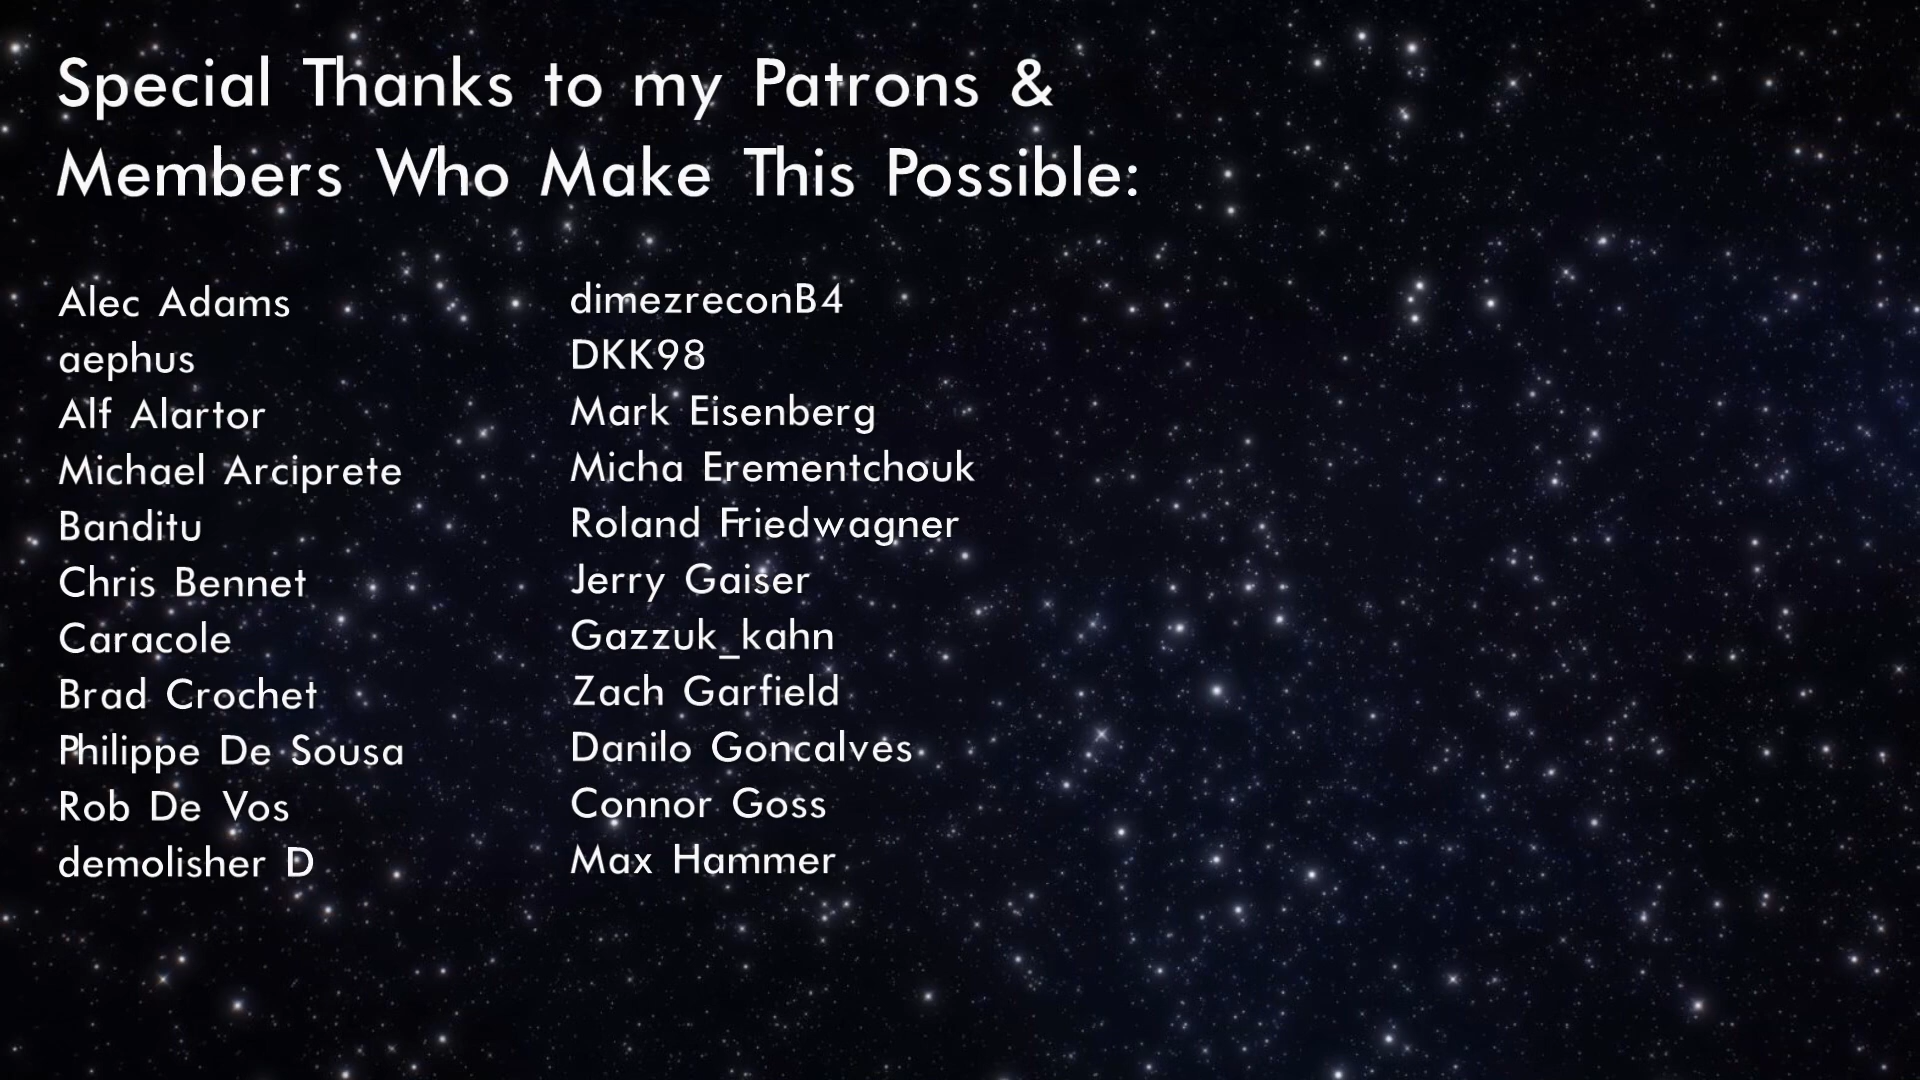 Special Thanks to my Patrons &
Members Who Make This Possible:
Alec Adams
aephus
Alf Alartor
Michael Arciprete
Banditu
Chris Bennet
Caracole
Brad Crochet
Philippe De Sousa
Rob De Vos
demolisher D
dimezreconB4
DKK98
Mark Eisenberg
Micha Erementchouk
Roland Friedwagner
Jerry Gaiser
Gazzuk_kahn
Zach Garfield
Danilo Goncalves
Connor Goss
Max Hammer